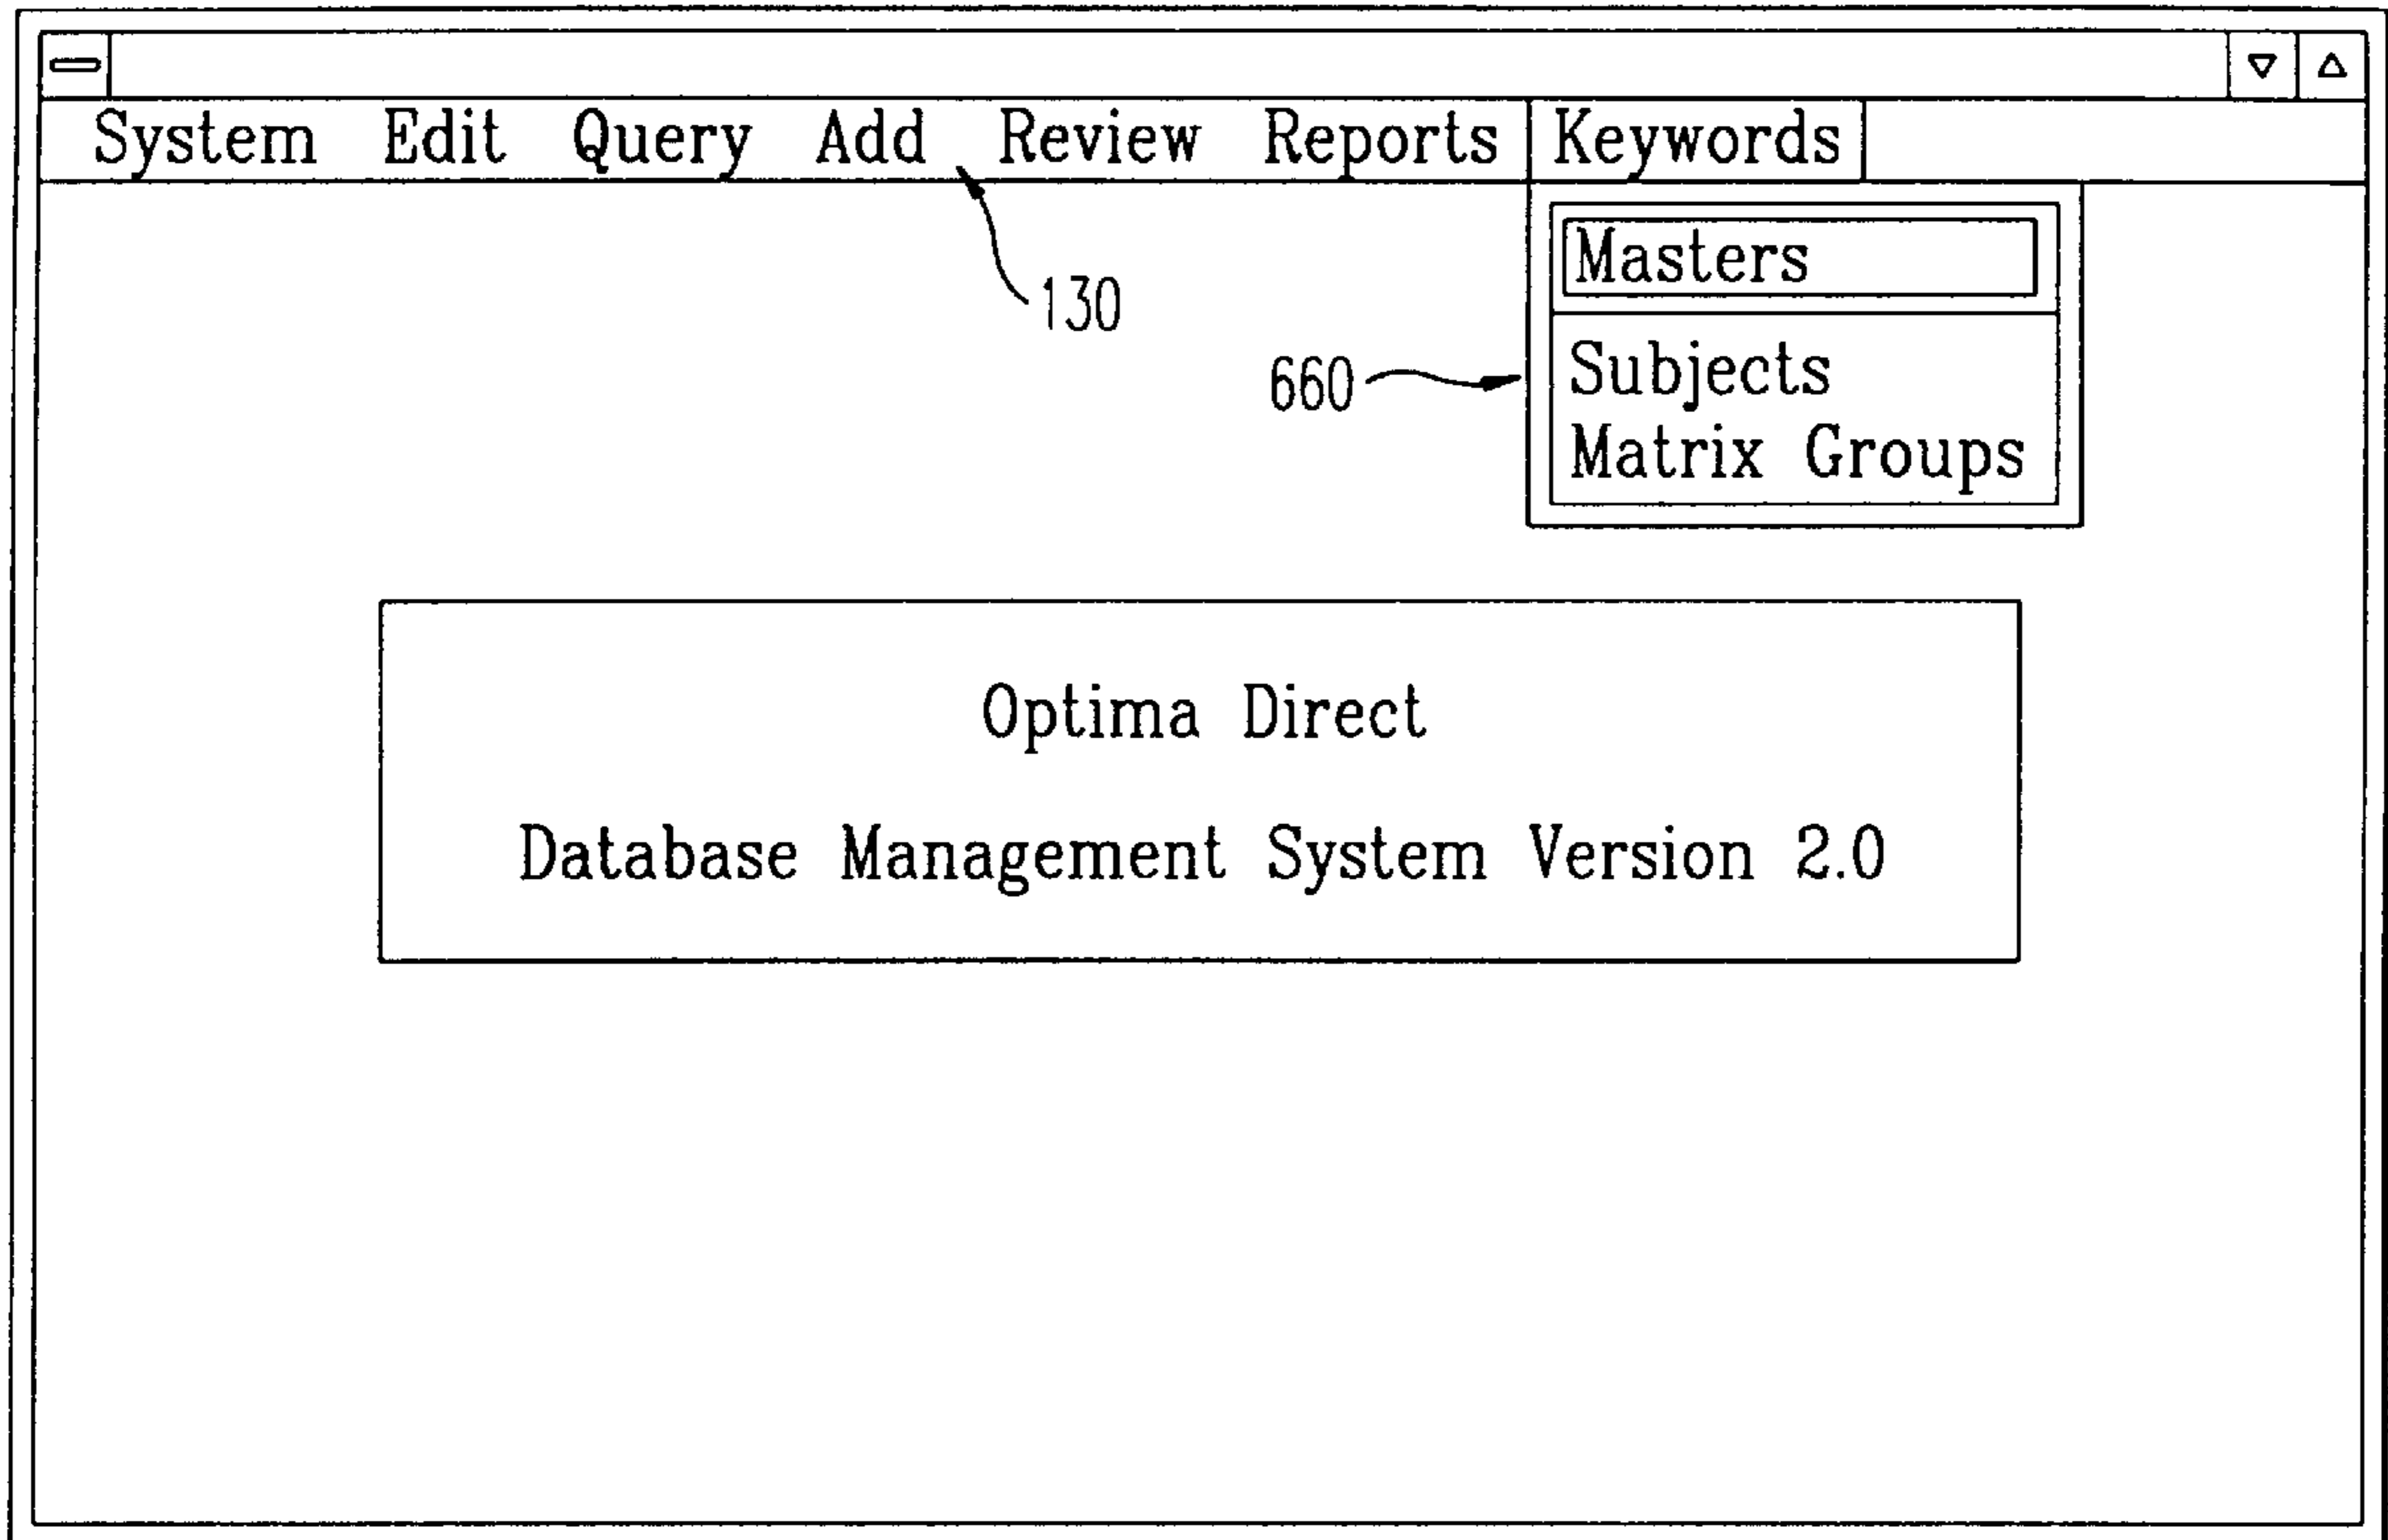 System Edit Query Add Review Reports Keywords
Masters
130
660
Subjects
Matrix Groups
Optima Direct
Database Management System Version 2.0